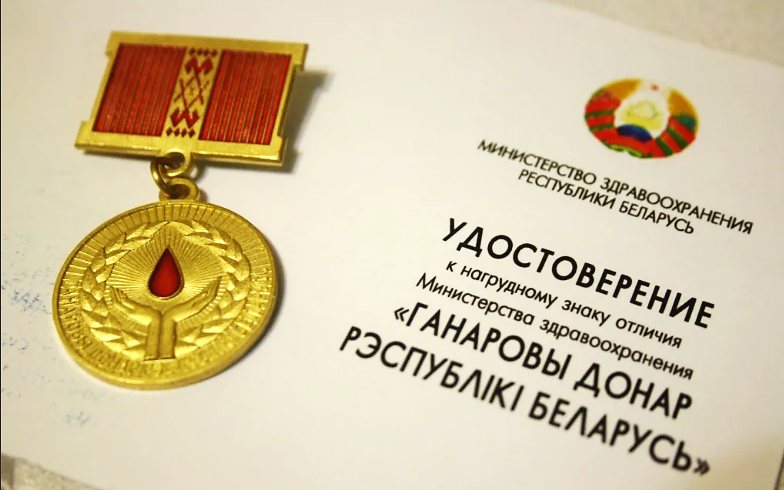 МИНИСТЕРСТВО ЗДРАВООХРАНЕНИЯ
РЕСПУБЛИКИ БЕЛАРУСЬ
УДОСТОВЕРЕНИЕ
к нагрудному знаку отличия
Министерства здравоохранения
«ГАНАРОВЫ ДОНАР
РЭСПУБЛІКІ БЕЛАРУСЬ»